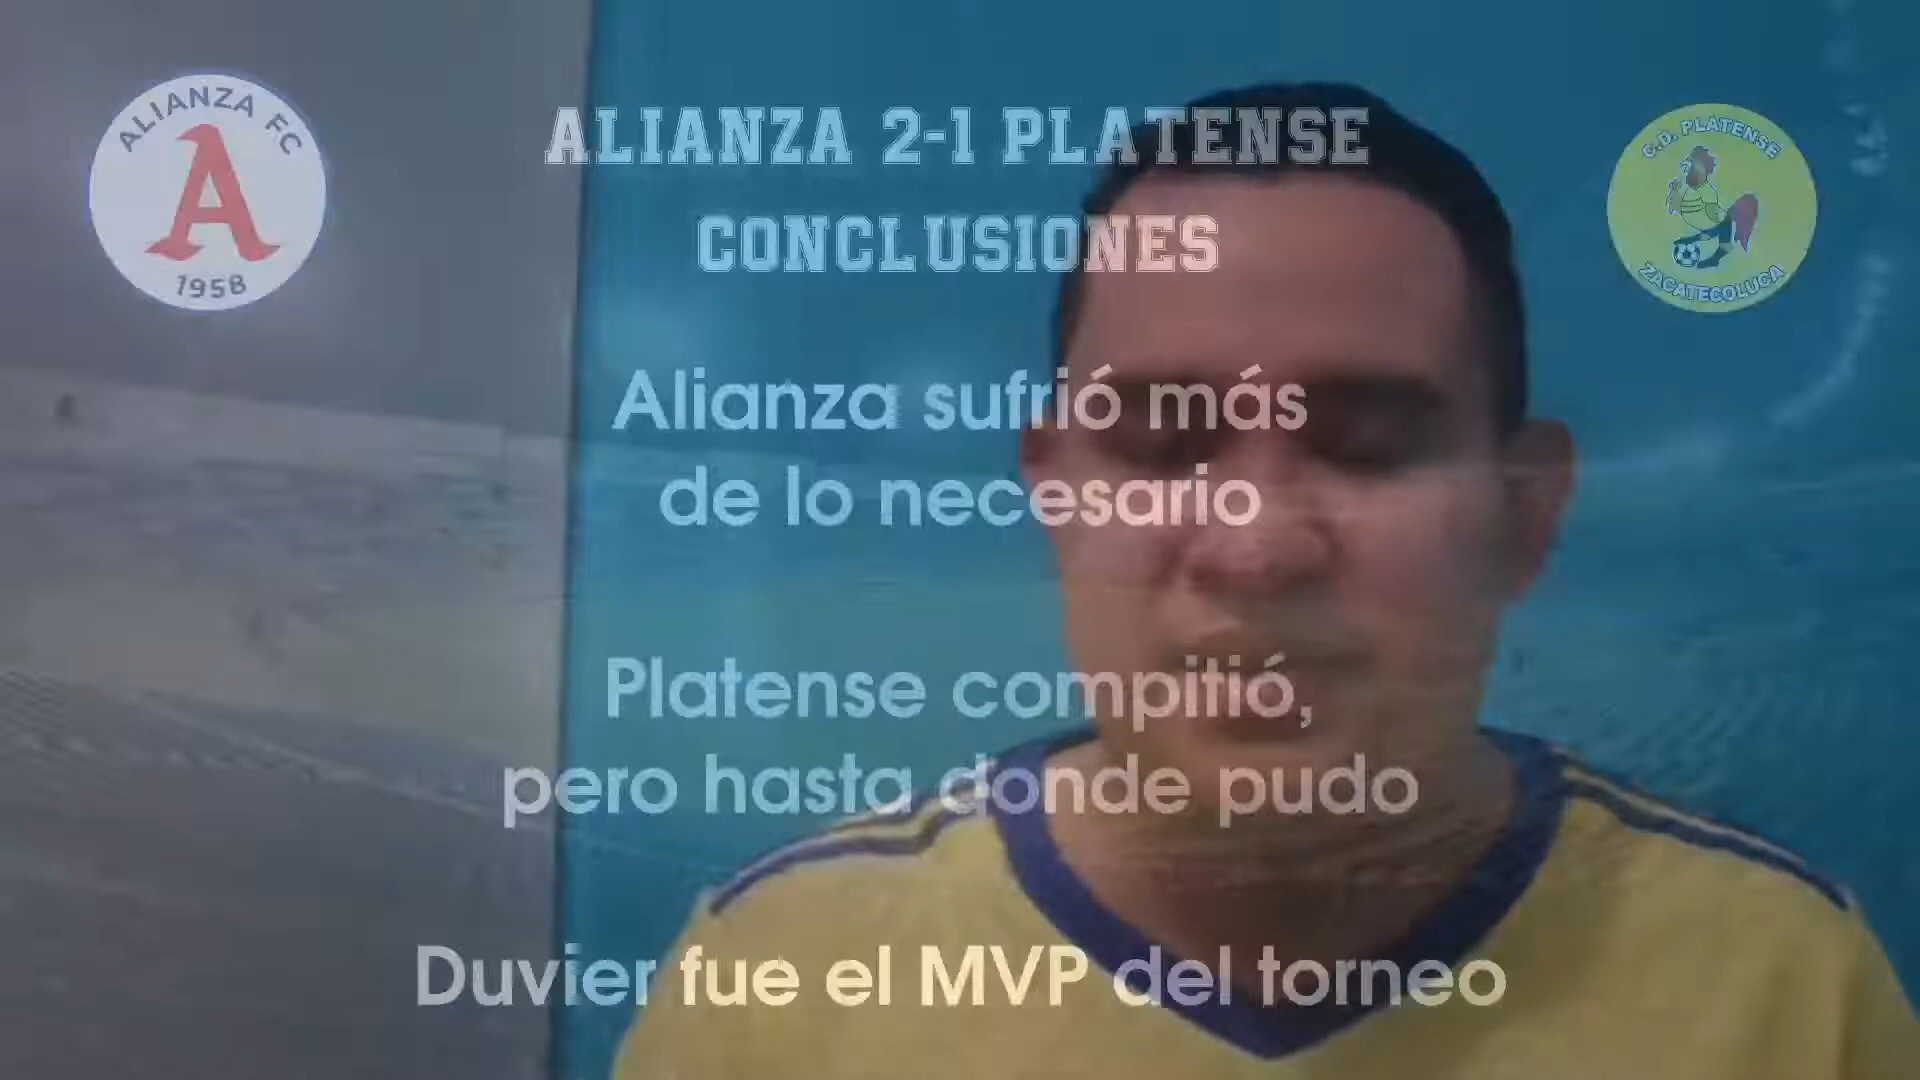 ALIANZA FC
A
1958
ALIANZA 2-1 PLATENSE
CONCLUSIONES
C.D. PLATENSE
ZACATECOLUCA
Alianza sufrió más
de lo necesario
Platense compitió,
pero hasta donde pudo
Duvier fue el MVP del torneo